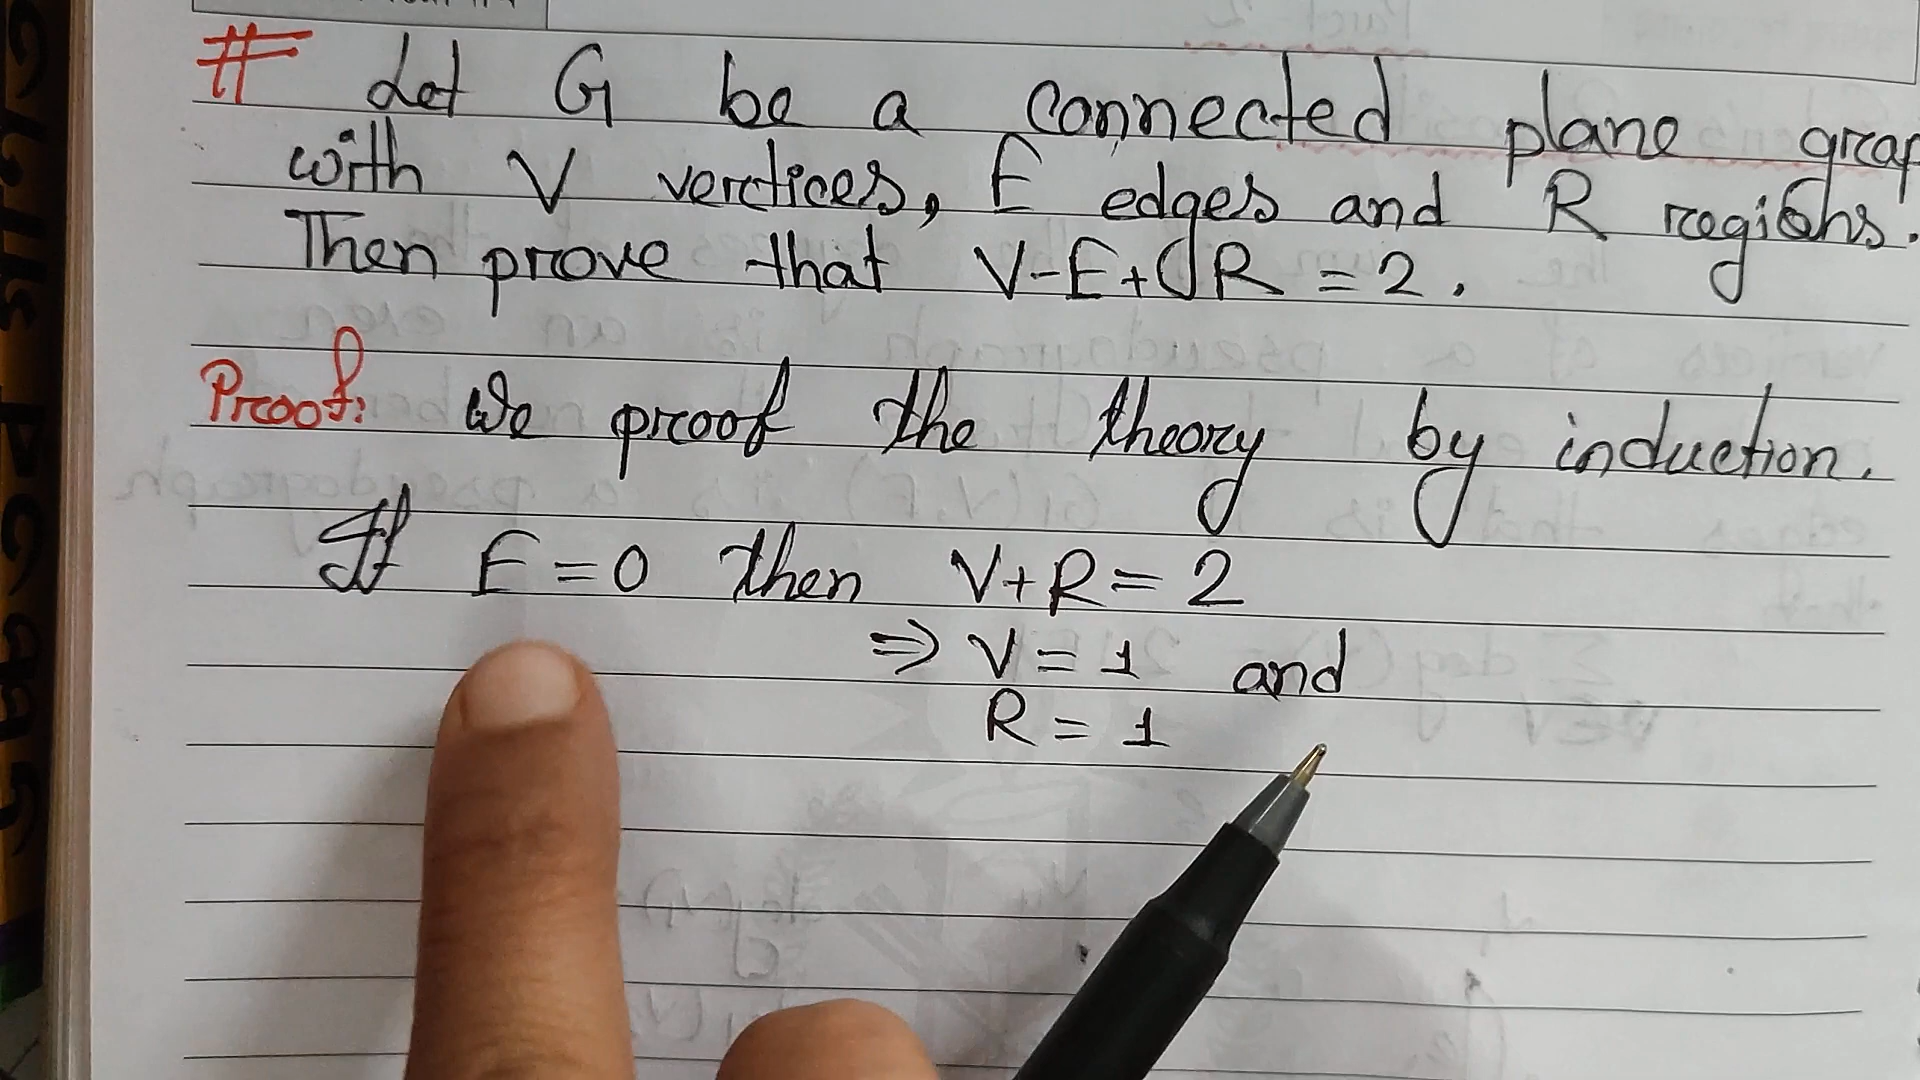 # Let G be a connected plane grap
with V vertices, E edges and R regions.
Then prove that V-E+R = 2.
Proof: We proof the theory by induction.
If E = 0 then V+R = 2
⇒ V = 1 and
R = 1